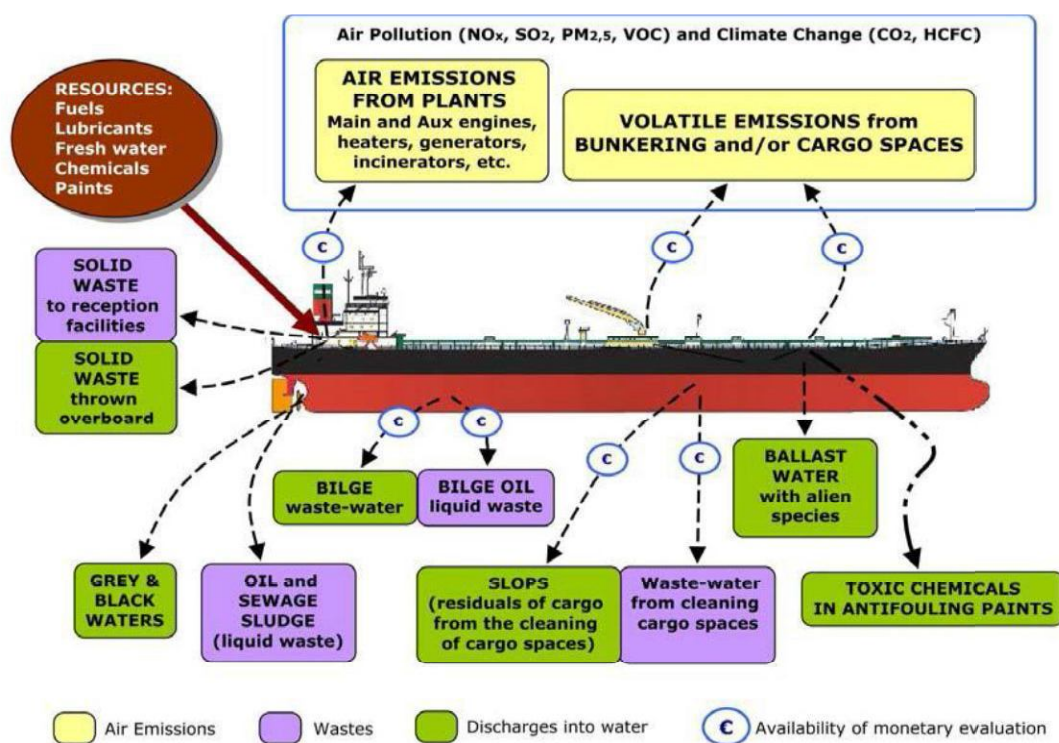 Air Pollution (NOx, SO2, PM2,5, VOC) and Climate Change (CO2, HCFC)
RESOURCES:
Fuels
Lubricants
Fresh water
Chemicals
Paints
AIR EMISSIONS
FROM PLANTS
Main and Aux engines,
heaters, generators,
incinerators, etc.
VOLATILE EMISSIONS from
BUNKERING and/or CARGO SPACES
€
€
€
SOLID
WASTE
to reception
facilities
SOLID
WASTE
thrown
overboard
€
€
€
€
BILGE
waste-water
BILGE OIL
liquid waste
BALLAST
WATER
with alien
species
GREY &
BLACK
WATERS
OIL and
SEWAGE
SLUDGE
(liquid waste)
SLOPS
(residuals of cargo
from the cleaning
of cargo spaces)
Waste-water
from cleaning
cargo spaces
TOXIC CHEMICALS
IN ANTIFOULING PAINTS
Air Emissions
Wastes
Discharges into water
€
Availability of monetary evaluation